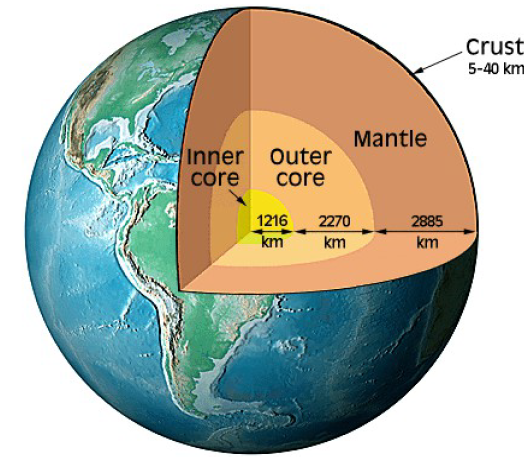 Crust
5-40 km
Mantle
Inner
core
Outer
core
1216
km
2270
km
2885
km